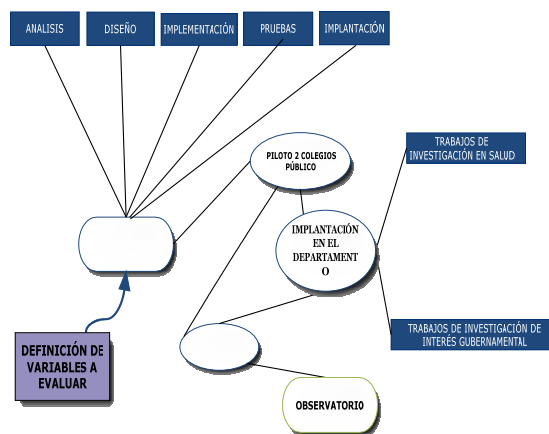 ANALISIS
DISEÑO
IMPLEMENTACIÓN
PRUEBAS
IMPLANTACIÓN
PILOTO 2 COLEGIOS
PÚBLICO
TRABAJOS DE
INVESTIGACIÓN EN SALUD
IMPLANTACIÓN
EN EL
DEPARTAMENT
O
TRABAJOS DE INVESTIGACIÓN DE
INTERÉS GUBERNAMENTAL
DEFINICIÓN DE
VARIABLES A
EVALUAR
OBSERVATORIO